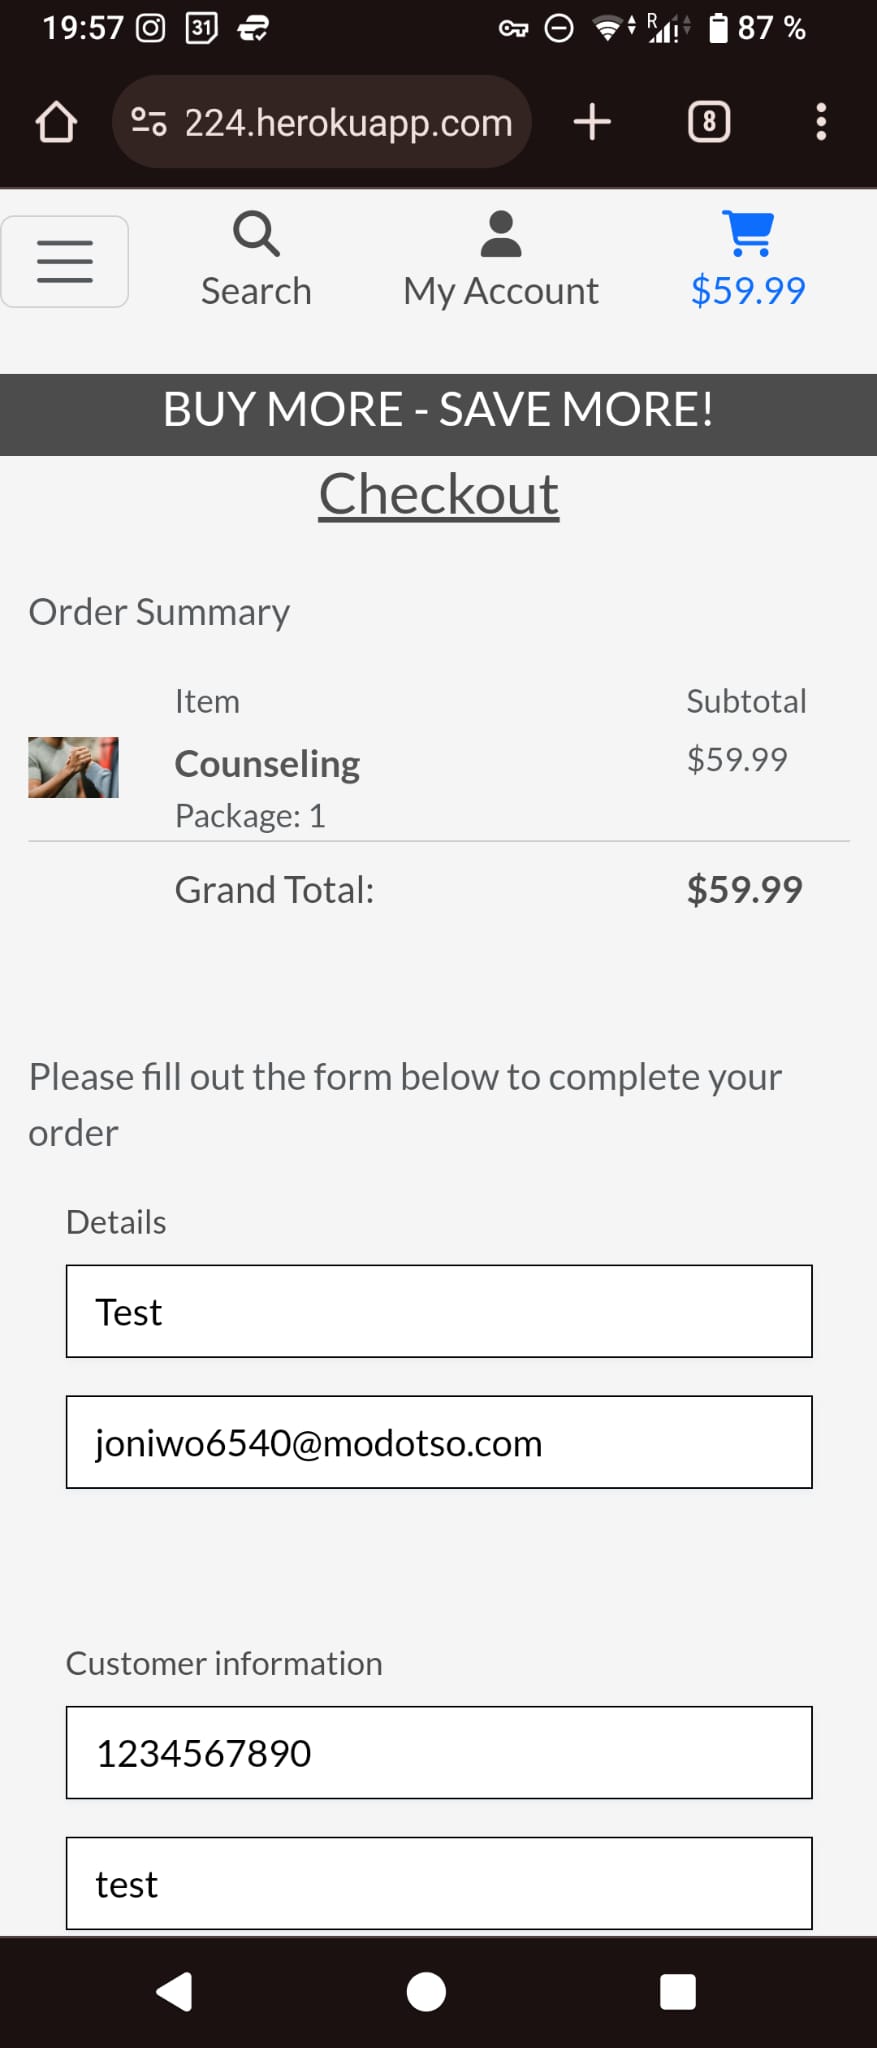 19:57 31 R 87 %
224.herokuapp.com 8
Search My Account $59.99
BUY MORE - SAVE MORE!
Checkout
Order Summary
Item Subtotal
Counseling $59.99
Package: 1
Grand Total: $59.99
Please fill out the form below to complete your
order
Details
Test
joniwo6540@modotso.com
Customer information
1234567890
test